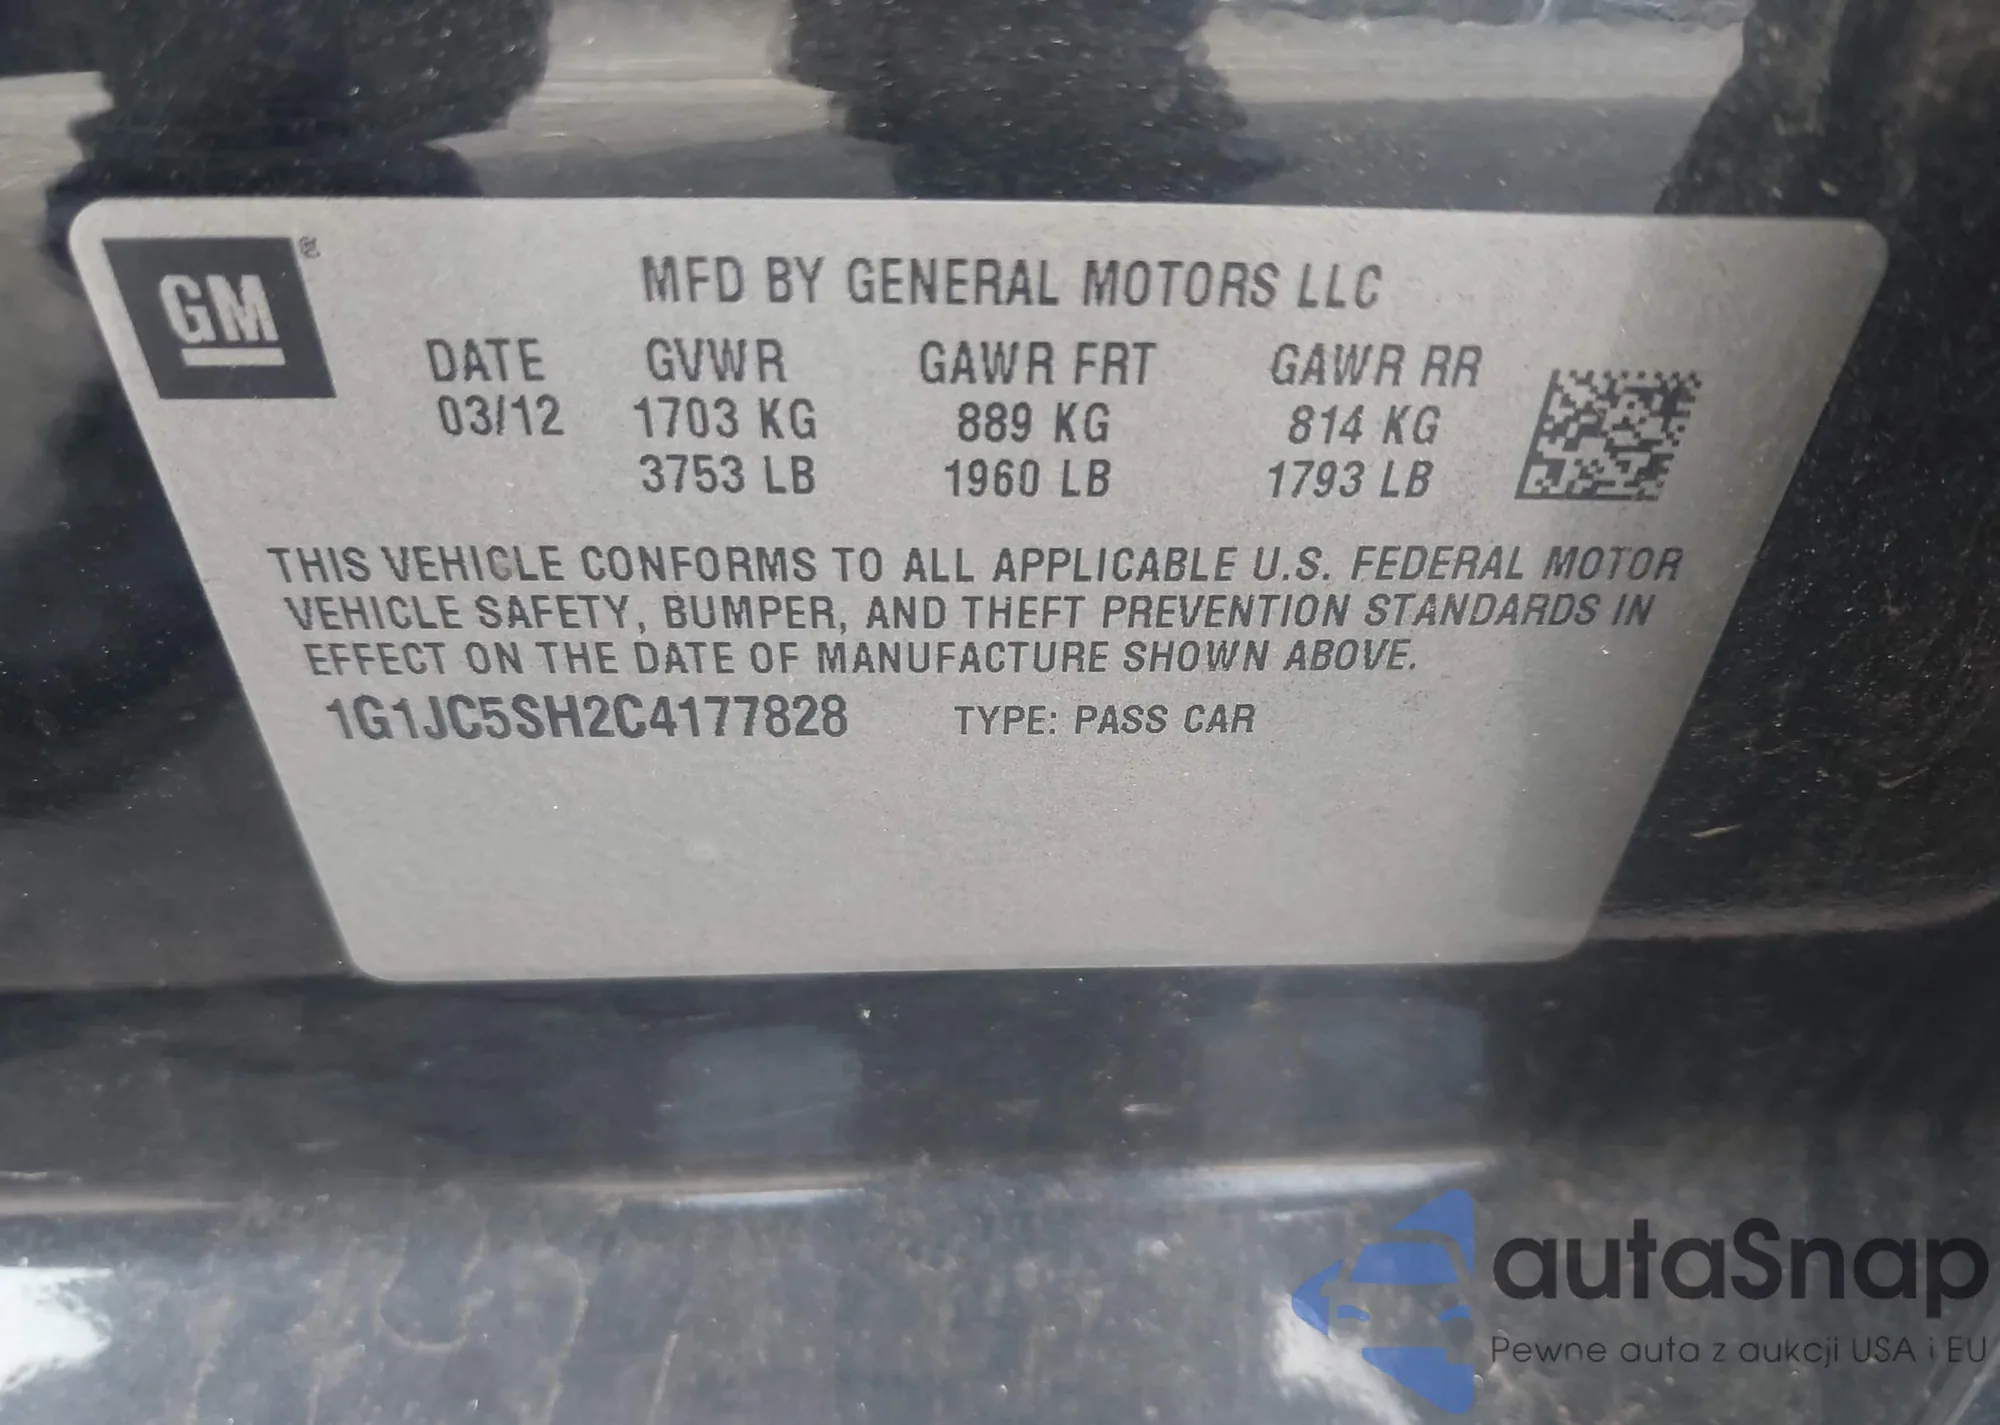 GM ®
MFD BY GENERAL MOTORS LLC
DATE GVWR GAWR FRT GAWR RR
03/12 1703 KG 889 KG 814 KG
3753 LB 1960 LB 1793 LB
THIS VEHICLE CONFORMS TO ALL APPLICABLE U.S. FEDERAL MOTOR
VEHICLE SAFETY, BUMPER, AND THEFT PREVENTION STANDARDS IN
EFFECT ON THE DATE OF MANUFACTURE SHOWN ABOVE.
1G1JC5SH2C4177828 TYPE: PASS CAR
autaSnap
Pewne auta z aukcji USA i EU